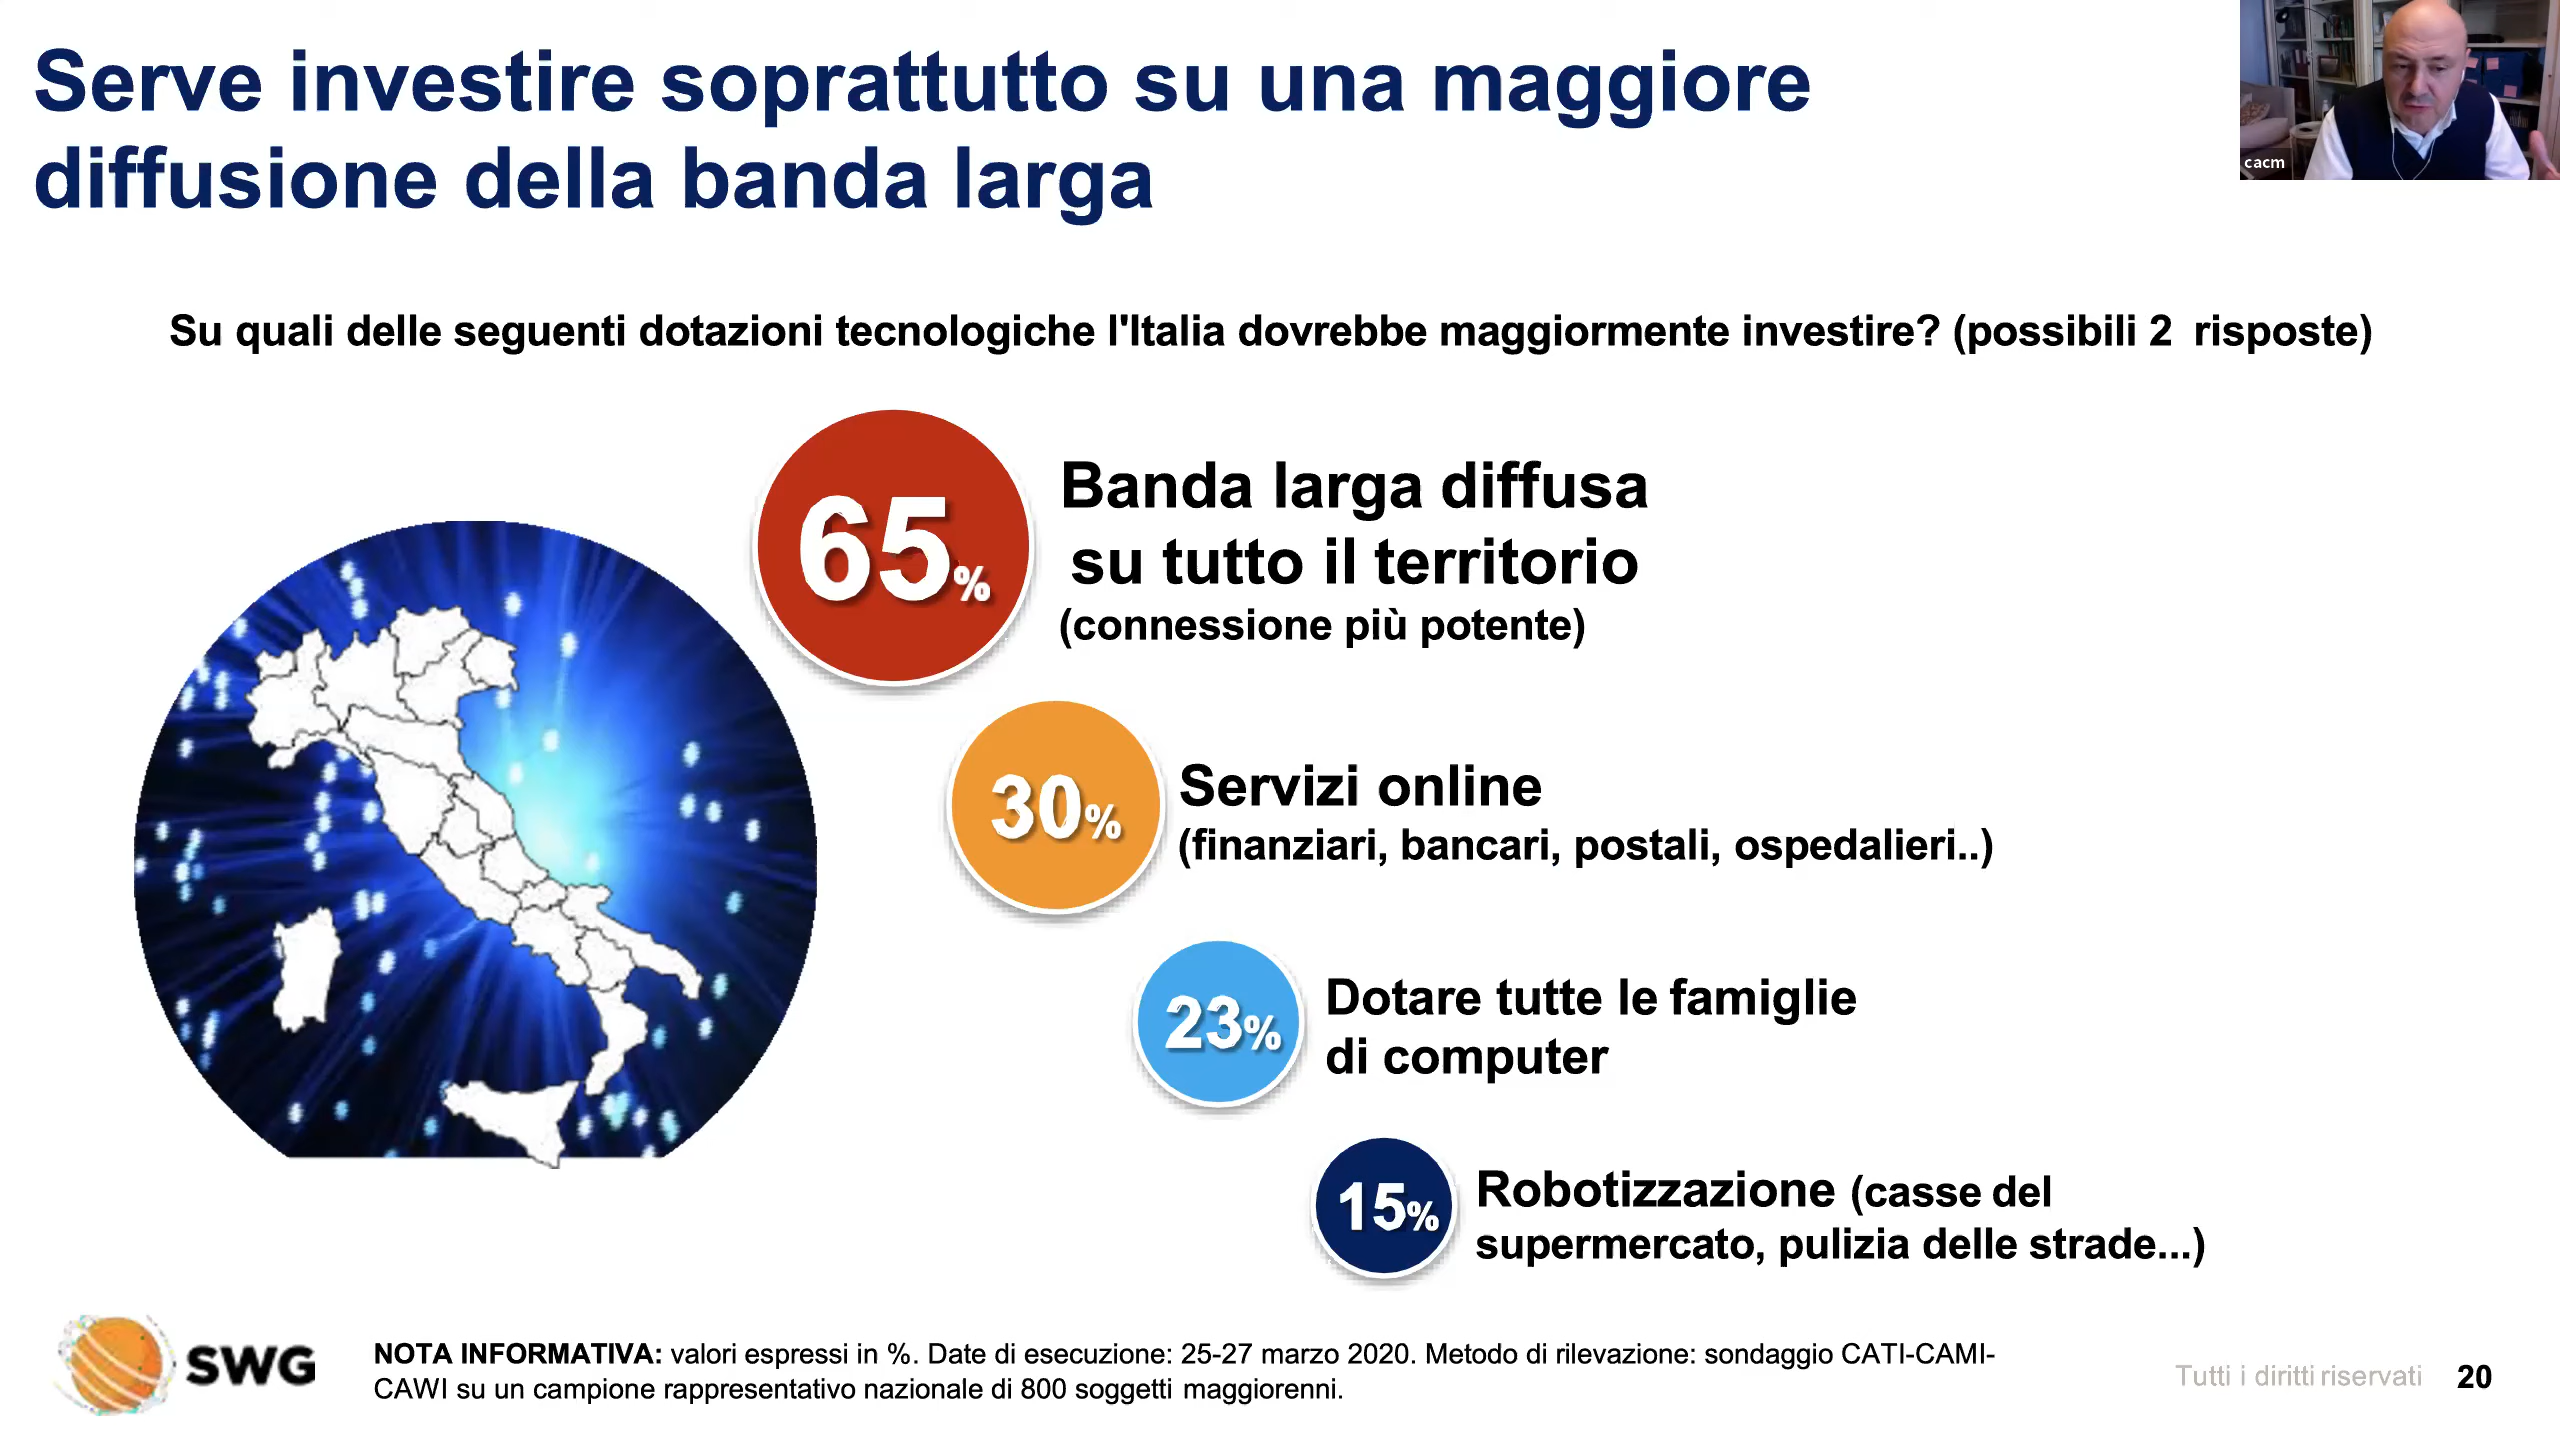 Serve investire soprattutto su una maggiore
diffusione della banda larga
cacm
Su quali delle seguenti dotazioni tecnologiche l'Italia dovrebbe maggiormente investire? (possibili 2 risposte)
65%
Banda larga diffusa
su tutto il territorio
(connessione più potente)
30%
Servizi online
(finanziari, bancari, postali, ospedalieri..)
23%
Dotare tutte le famiglie
di computer
15%
Robotizzazione (casse del
supermercato, pulizia delle strade...)
SWG
NOTA INFORMATIVA: valori espressi in %. Date di esecuzione: 25-27 marzo 2020. Metodo di rilevazione: sondaggio CATI-CAMI-
CAWI su un campione rappresentativo nazionale di 800 soggetti maggiorenni.
Tutti i diritti riservati 20